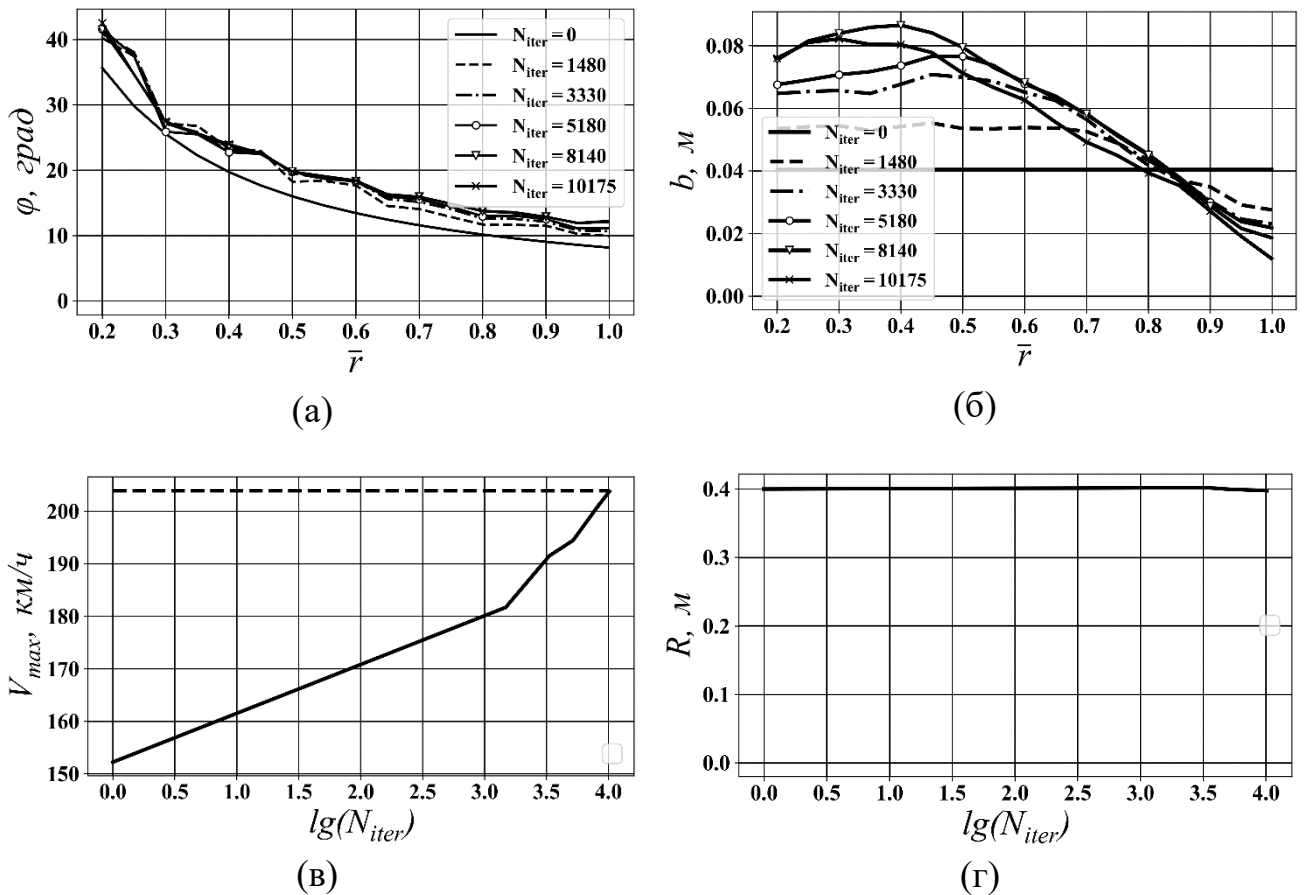 40
30
20
10
0
φ, град
0.2 0.3 0.4 0.5 0.6 0.7 0.8 0.9 1.0
r̅
N_iter = 0
N_iter = 1480
N_iter = 3330
N_iter = 5180
N_iter = 8140
N_iter = 10175
(а)
0.08
0.06
0.04
0.02
0.00
b, м
N_iter = 0
N_iter = 1480
N_iter = 3330
N_iter = 5180
N_iter = 8140
N_iter = 10175
0.2 0.3 0.4 0.5 0.6 0.7 0.8 0.9 1.0
r̅
(б)
200
190
180
170
160
150
V_max, км/ч
0.0 0.5 1.0 1.5 2.0 2.5 3.0 3.5 4.0
lg(N_iter)
(в)
0.4
0.3
0.2
0.1
0.0
R, м
0.0 0.5 1.0 1.5 2.0 2.5 3.0 3.5 4.0
lg(N_iter)
(г)